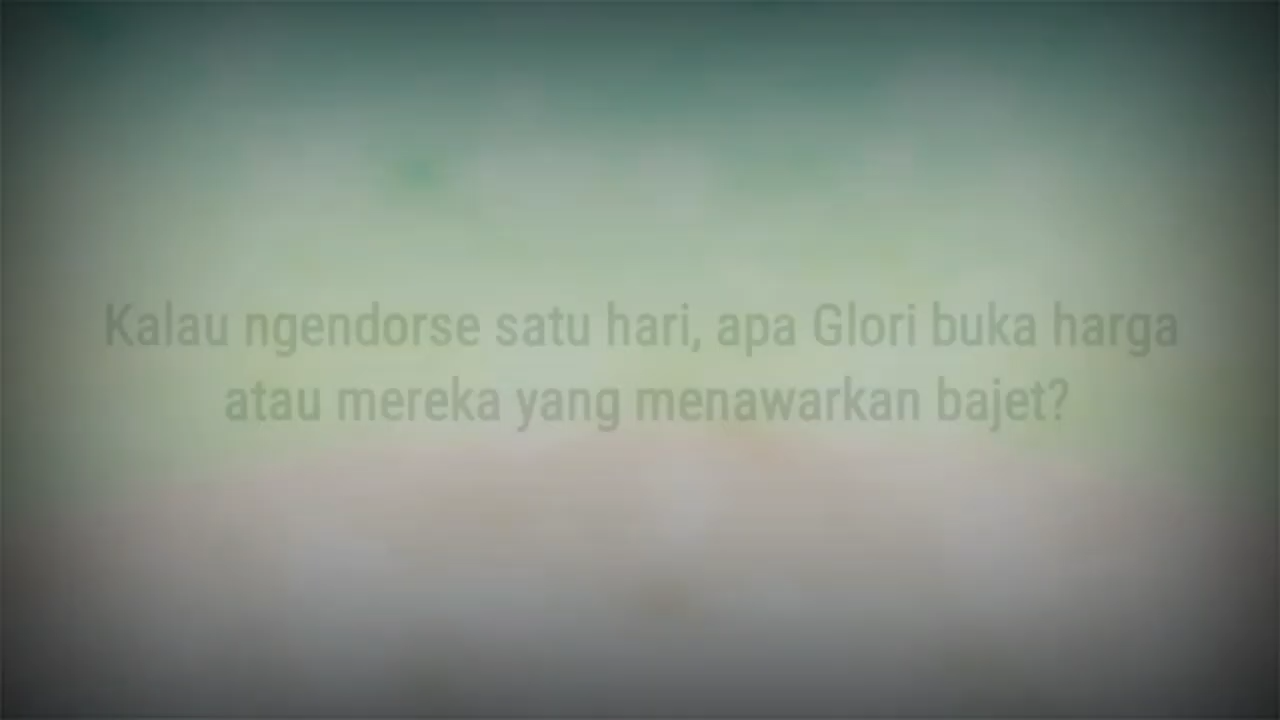 Kalau ngendorse satu hari, apa Glori buka harga
atau mereka yang menawarkan bajet?